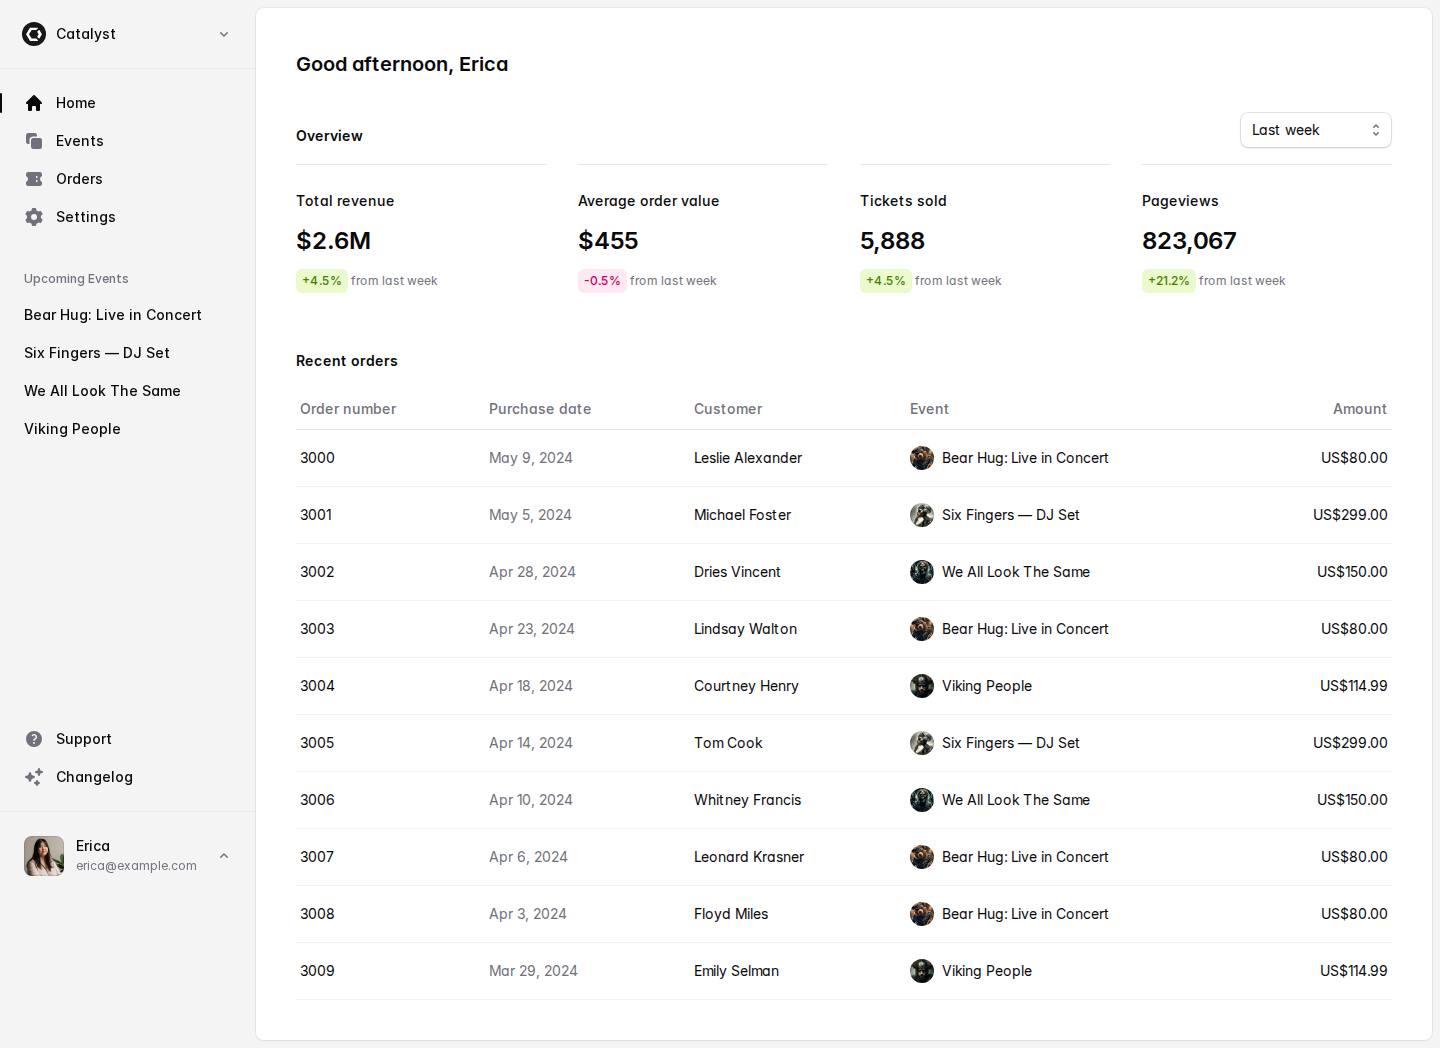 Catalyst
Home
Events
Orders
Settings
Upcoming Events
Bear Hug: Live in Concert
Six Fingers — DJ Set
We All Look The Same
Viking People
Support
Changelog
Erica
erica@example.com
Good afternoon, Erica
Overview
Last week
Total revenue
$2.6M
+4.5% from last week
Average order value
$455
-0.5% from last week
Tickets sold
5,888
+4.5% from last week
Pageviews
823,067
+21.2% from last week
Recent orders
Order number Purchase date Customer Event Amount
3000 May 9, 2024 Leslie Alexander Bear Hug: Live in Concert US$80.00
3001 May 5, 2024 Michael Foster Six Fingers — DJ Set US$299.00
3002 Apr 28, 2024 Dries Vincent We All Look The Same US$150.00
3003 Apr 23, 2024 Lindsay Walton Bear Hug: Live in Concert US$80.00
3004 Apr 18, 2024 Courtney Henry Viking People US$114.99
3005 Apr 14, 2024 Tom Cook Six Fingers — DJ Set US$299.00
3006 Apr 10, 2024 Whitney Francis We All Look The Same US$150.00
3007 Apr 6, 2024 Leonard Krasner Bear Hug: Live in Concert US$80.00
3008 Apr 3, 2024 Floyd Miles Bear Hug: Live in Concert US$80.00
3009 Mar 29, 2024 Emily Selman Viking People US$114.99